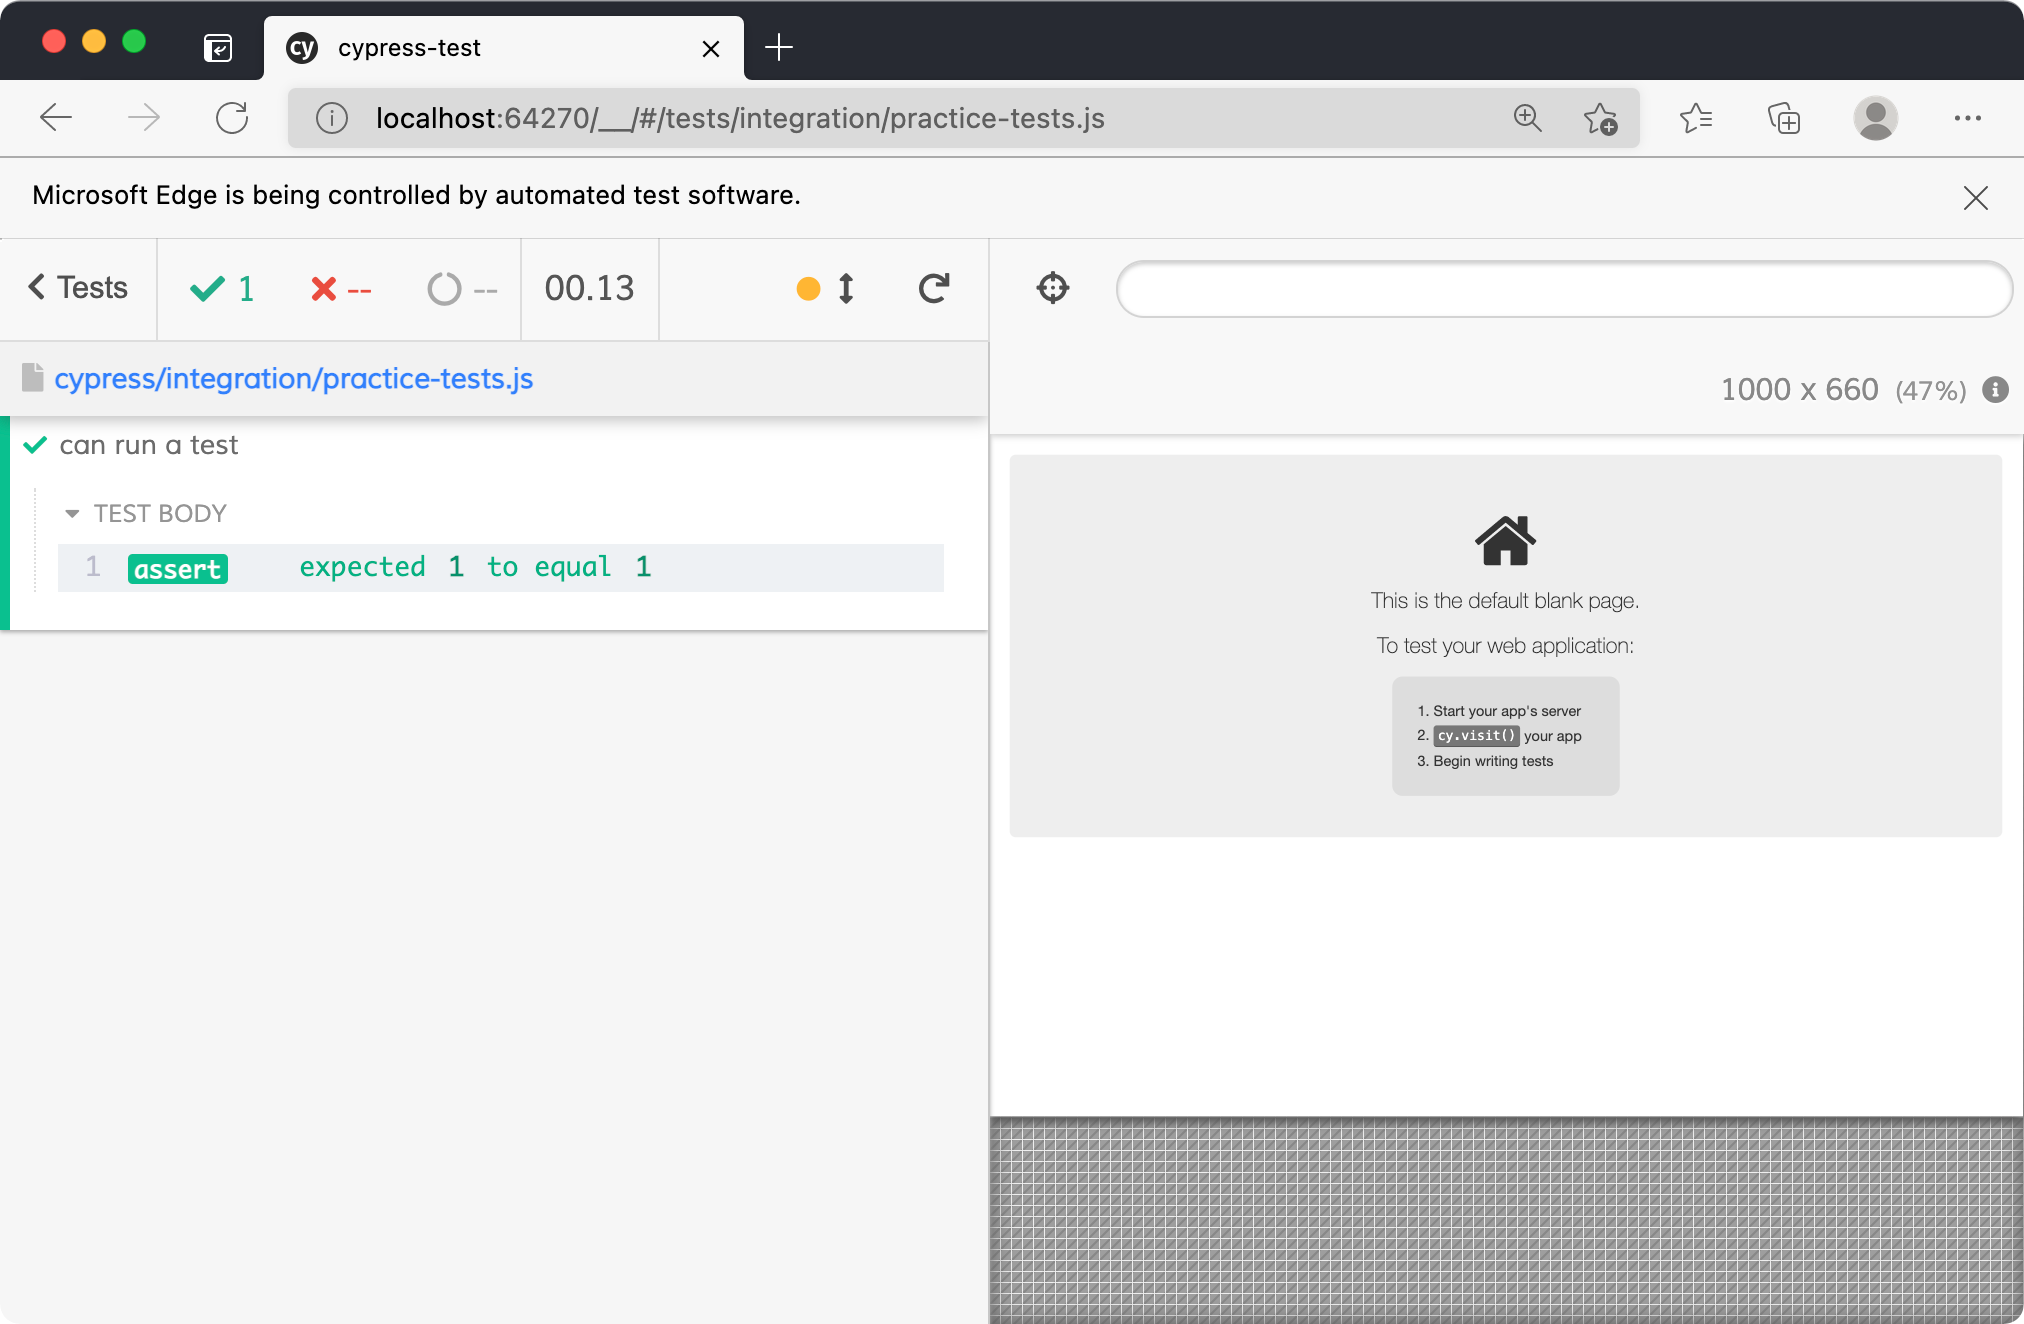 cy cypress-test
localhost:64270/__/#/tests/integration/practice-tests.js
Microsoft Edge is being controlled by automated test software.
Tests 1 -- -- 00.13
cypress/integration/practice-tests.js
1000 x 660 (47%)
can run a test
TEST BODY
1 assert expected 1 to equal 1
This is the default blank page.
To test your web application:
1. Start your app's server
2. cy.visit() your app
3. Begin writing tests